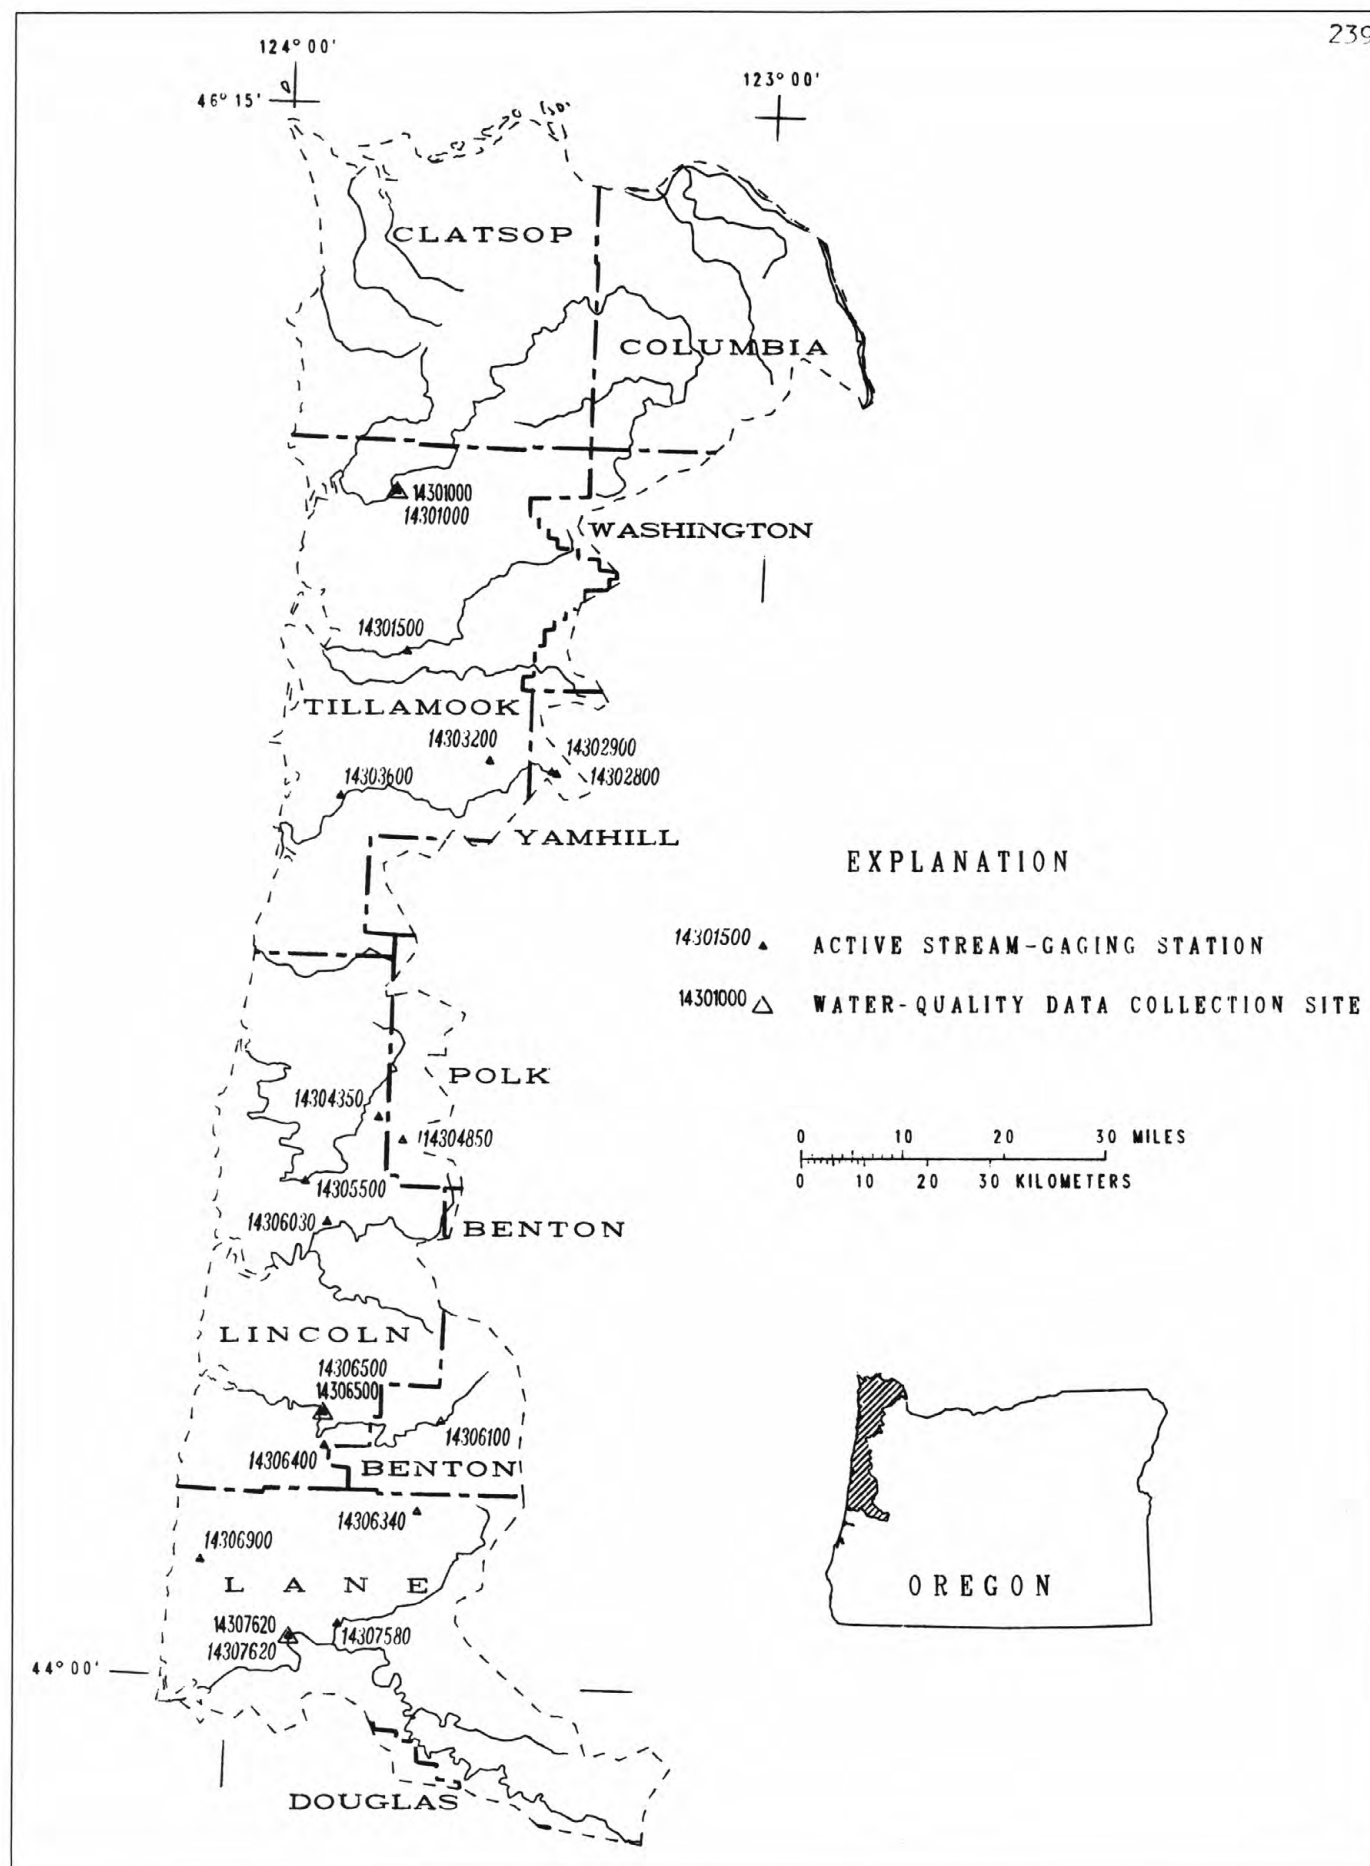 239
124° 00'
123° 00'
46° 15'
CLATSOP
COLUMBIA
14301000
14301000
WASHINGTON
14301500
TILLAMOOK
14303200
14302900
14302800
14303600
YAMHILL
EXPLANATION
14301500 ACTIVE STREAM-GAGING STATION
14301000 WATER-QUALITY DATA COLLECTION SITE
POLK
14304350
14304850
0 10 20 30 MILES
0 10 20 30 KILOMETERS
14305500
14306030
BENTON
LINCOLN
14306500
14306500
14306100
14306400
BENTON
14306340
14306900
LANE
OREGON
14307620
14307580
14307620
44° 00'
DOUGLAS